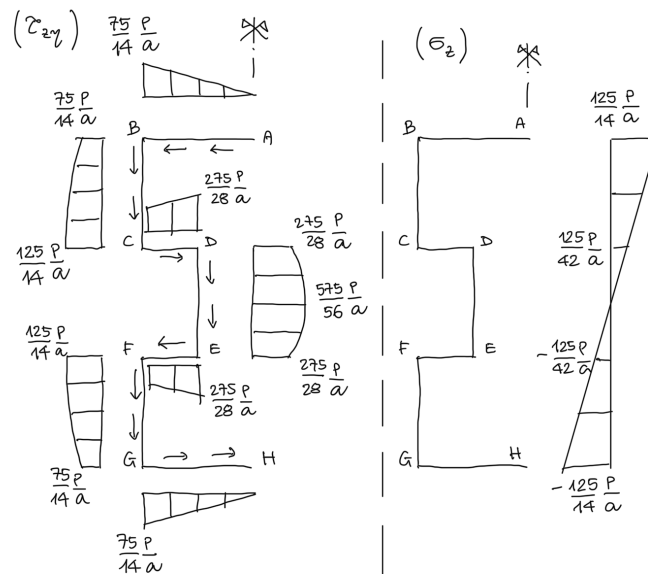 (τzη)
75/14 P/a
(σz)
75/14 P/a
B
A
B
A
125/14 P/a
275/28 P/a
C
D
125/14 P/a
275/28 P/a
C
D
125/42 P/a
575/56 P/a
125/14 P/a
F
E
275/28 P/a
F
E
-125/42 P/a
275/28 P/a
75/14 P/a
G
H
G
H
-125/14 P/a
75/14 P/a